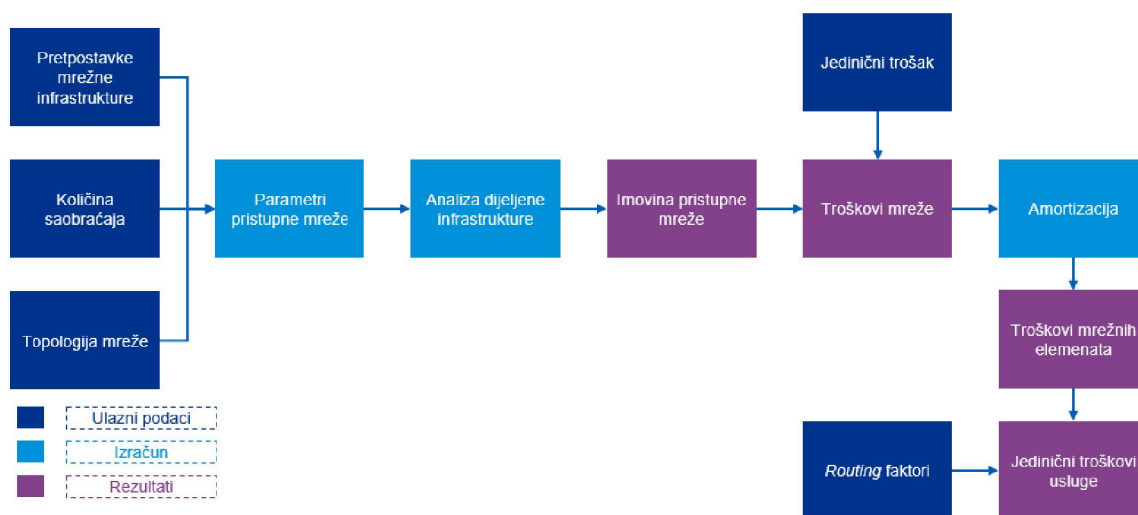 Pretpostavke
mrežne
infrastrukture
Jedinični trošak
Količina
saobraćaja
Parametri
pristupne mreže
Analiza dijeljene
infrastrukture
Imovina pristupne
mreže
Troškovi mreže
Amortizacija
Topologija mreže
Troškovi mrežnih
elemenata
Ulazni podaci
Izračun
Rezultati
Routing faktori
Jedinični troškovi
usluge